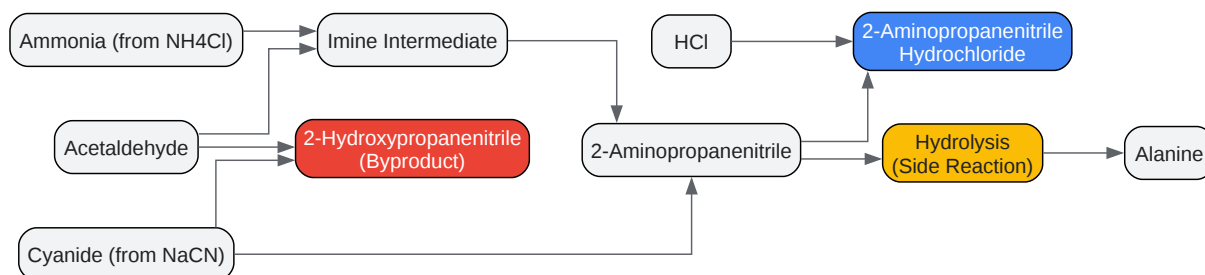 Ammonia (from NH4Cl)
Imine Intermediate
HCl
2-Aminopropanenitrile
Hydrochloride
Acetaldehyde
2-Hydroxypropanenitrile
(Byproduct)
2-Aminopropanenitrile
Hydrolysis
(Side Reaction)
Alanine
Cyanide (from NaCN)